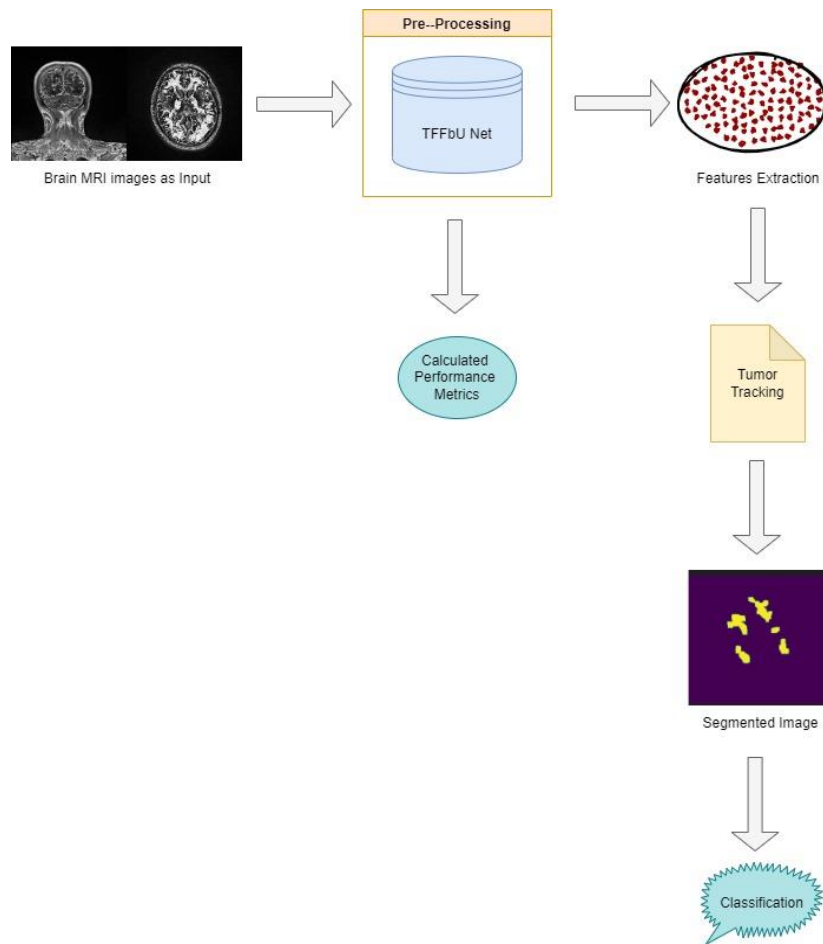 Pre--Processing
TFFbU Net
Brain MRI images as Input
Features Extraction
Calculated
Performance
Metrics
Tumor
Tracking
Segmented Image
Classification